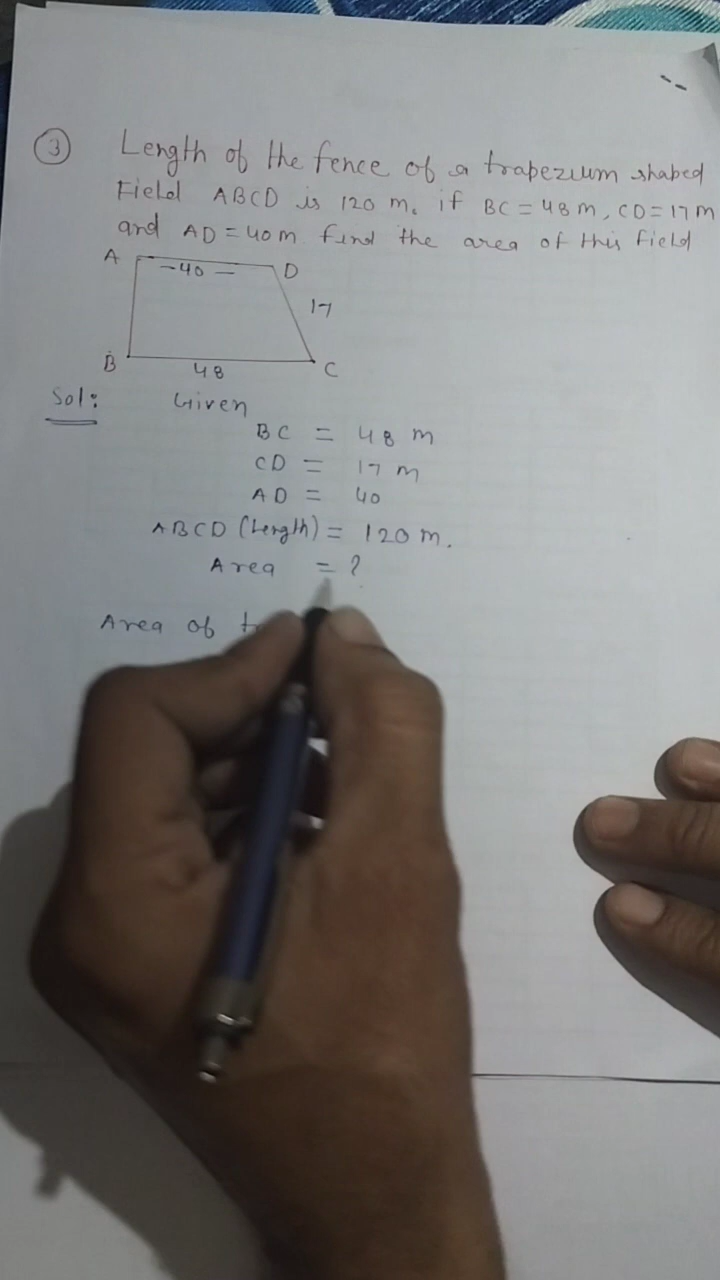 3 Length of the fence of a trapezium shaped
Field ABCD is 120 m. if BC = 48 m, CD = 17 m
and AD = 40 m find the area of this field
A -40- D
17
B 48 C
Sol: Given
BC = 48 m
CD = 17 m
AD = 40
ABCD (Length) = 120 m.
Area = ?
Area of